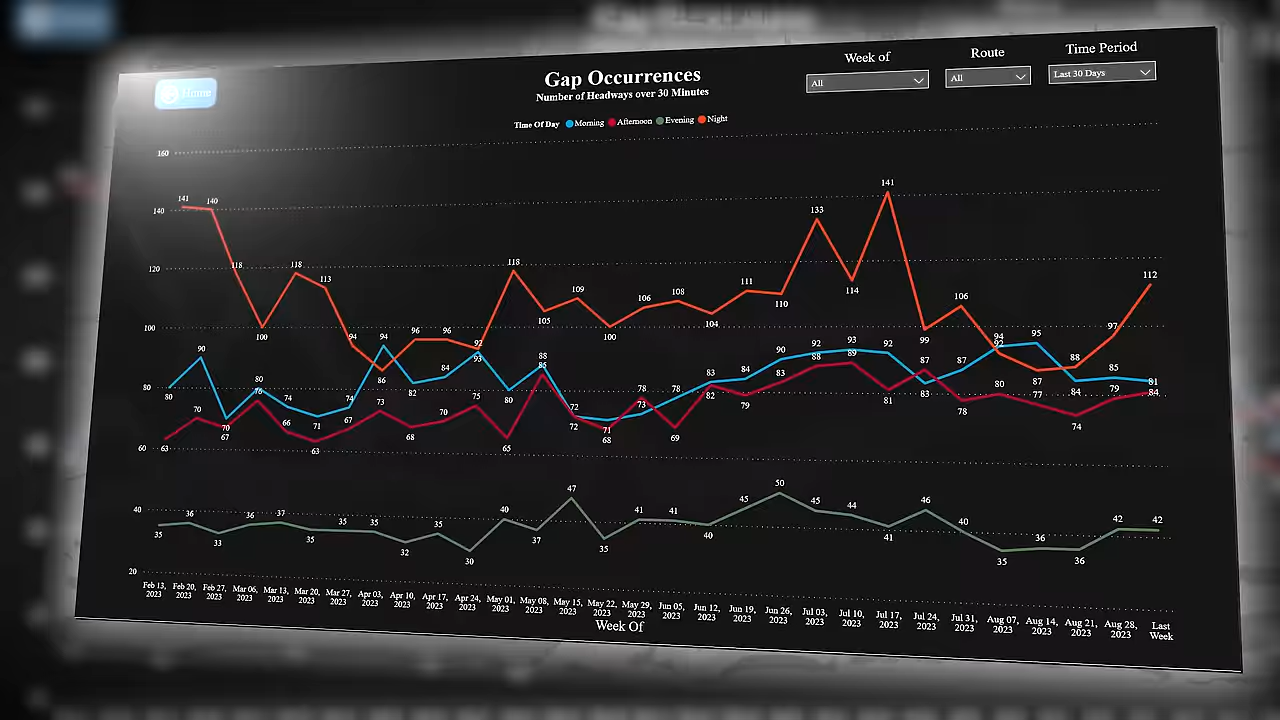 Home
Gap Occurrences
Number of Headways over 30 Minutes
Week of
All
Route
All
Time Period
Last 30 Days
Time Of Day Morning Afternoon Evening Night
160
140
120
100
80
60
40
20
141 140 118 100 118 113 94 86 96 96 93 118 105 109 100 106 108 104 111 110 133 114 141 99 106 92 87 88 97 112
80 90 70 80 74 71 74 94 82 84 92 80 88 72 71 73 78 83 84 90 92 93 92 83 87 94 95 84 85 84
63 70 67 76 66 63 67 73 68 70 75 65 85 72 68 78 69 82 79 83 88 89 81 87 78 80 77 74 79 81
35 36 33 36 37 35 35 35 32 35 30 40 37 47 35 41 41 40 45 50 45 44 41 46 40 35 36 36 42 42
Feb 13, 2023
Feb 20, 2023
Feb 27, 2023
Mar 06, 2023
Mar 13, 2023
Mar 20, 2023
Mar 27, 2023
Apr 03, 2023
Apr 10, 2023
Apr 17, 2023
Apr 24, 2023
May 01, 2023
May 08, 2023
May 15, 2023
May 22, 2023
May 29, 2023
Jun 05, 2023
Jun 12, 2023
Jun 19, 2023
Jun 26, 2023
Jul 03, 2023
Jul 10, 2023
Jul 17, 2023
Jul 24, 2023
Jul 31, 2023
Aug 07, 2023
Aug 14, 2023
Aug 21, 2023
Aug 28, 2023
Last Week
Week Of